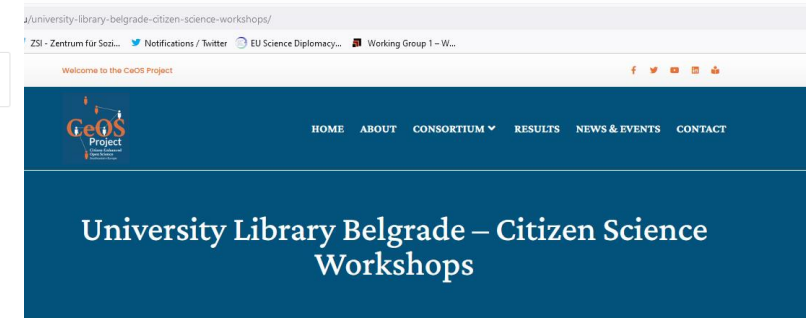 u/university-library-belgrade-citizen-science-workshops/
ZSI - Zentrum für Sozi... Notifications / Twitter EU Science Diplomacy... Working Group 1 – W...
Welcome to the CeOS Project
CeOS
Project
HOME ABOUT CONSORTIUM RESULTS NEWS & EVENTS CONTACT
University Library Belgrade – Citizen Science
Workshops